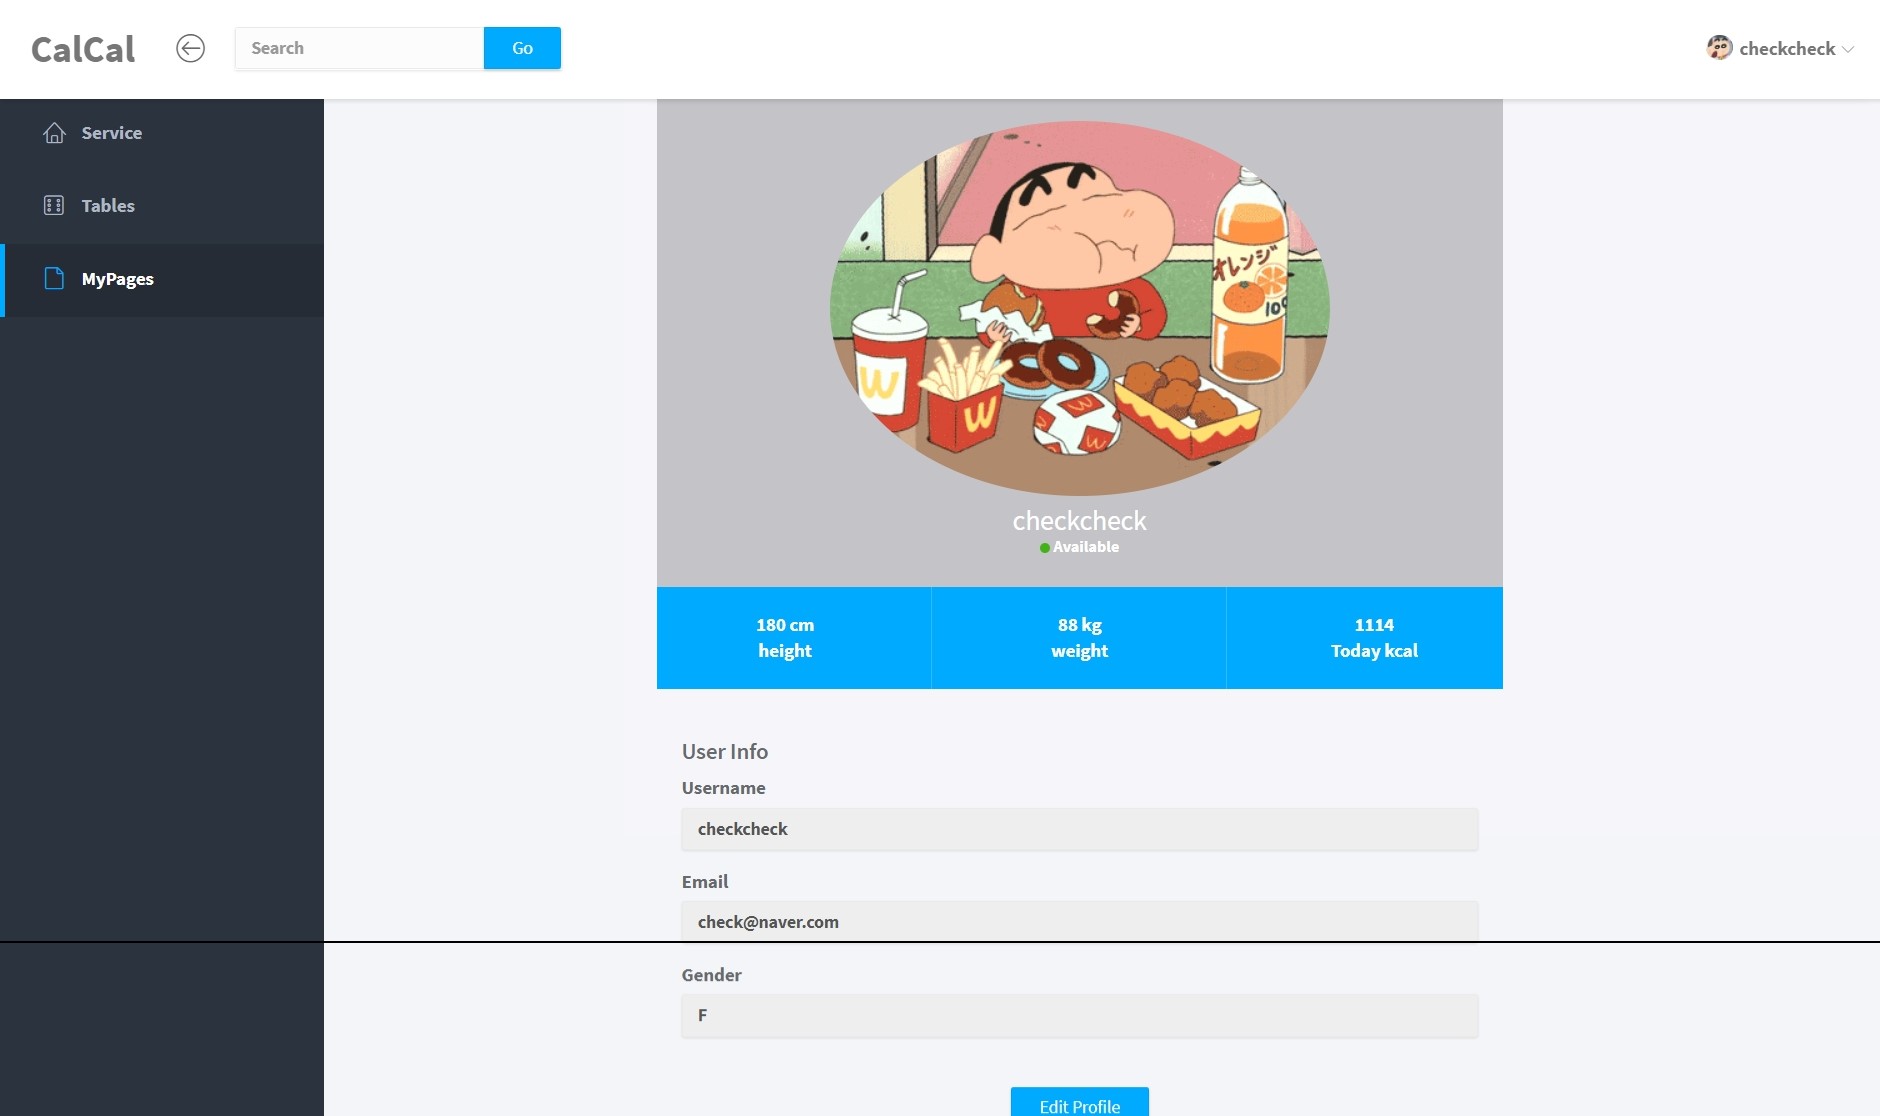 CalCal
Search
Go
checkcheck
Service
Tables
MyPages
オレンジ
100
W
W
W
W
checkcheck
Available
180 cm
height
88 kg
weight
1114
Today kcal
User Info
Username
checkcheck
Email
check@naver.com
Gender
F
Edit Profile